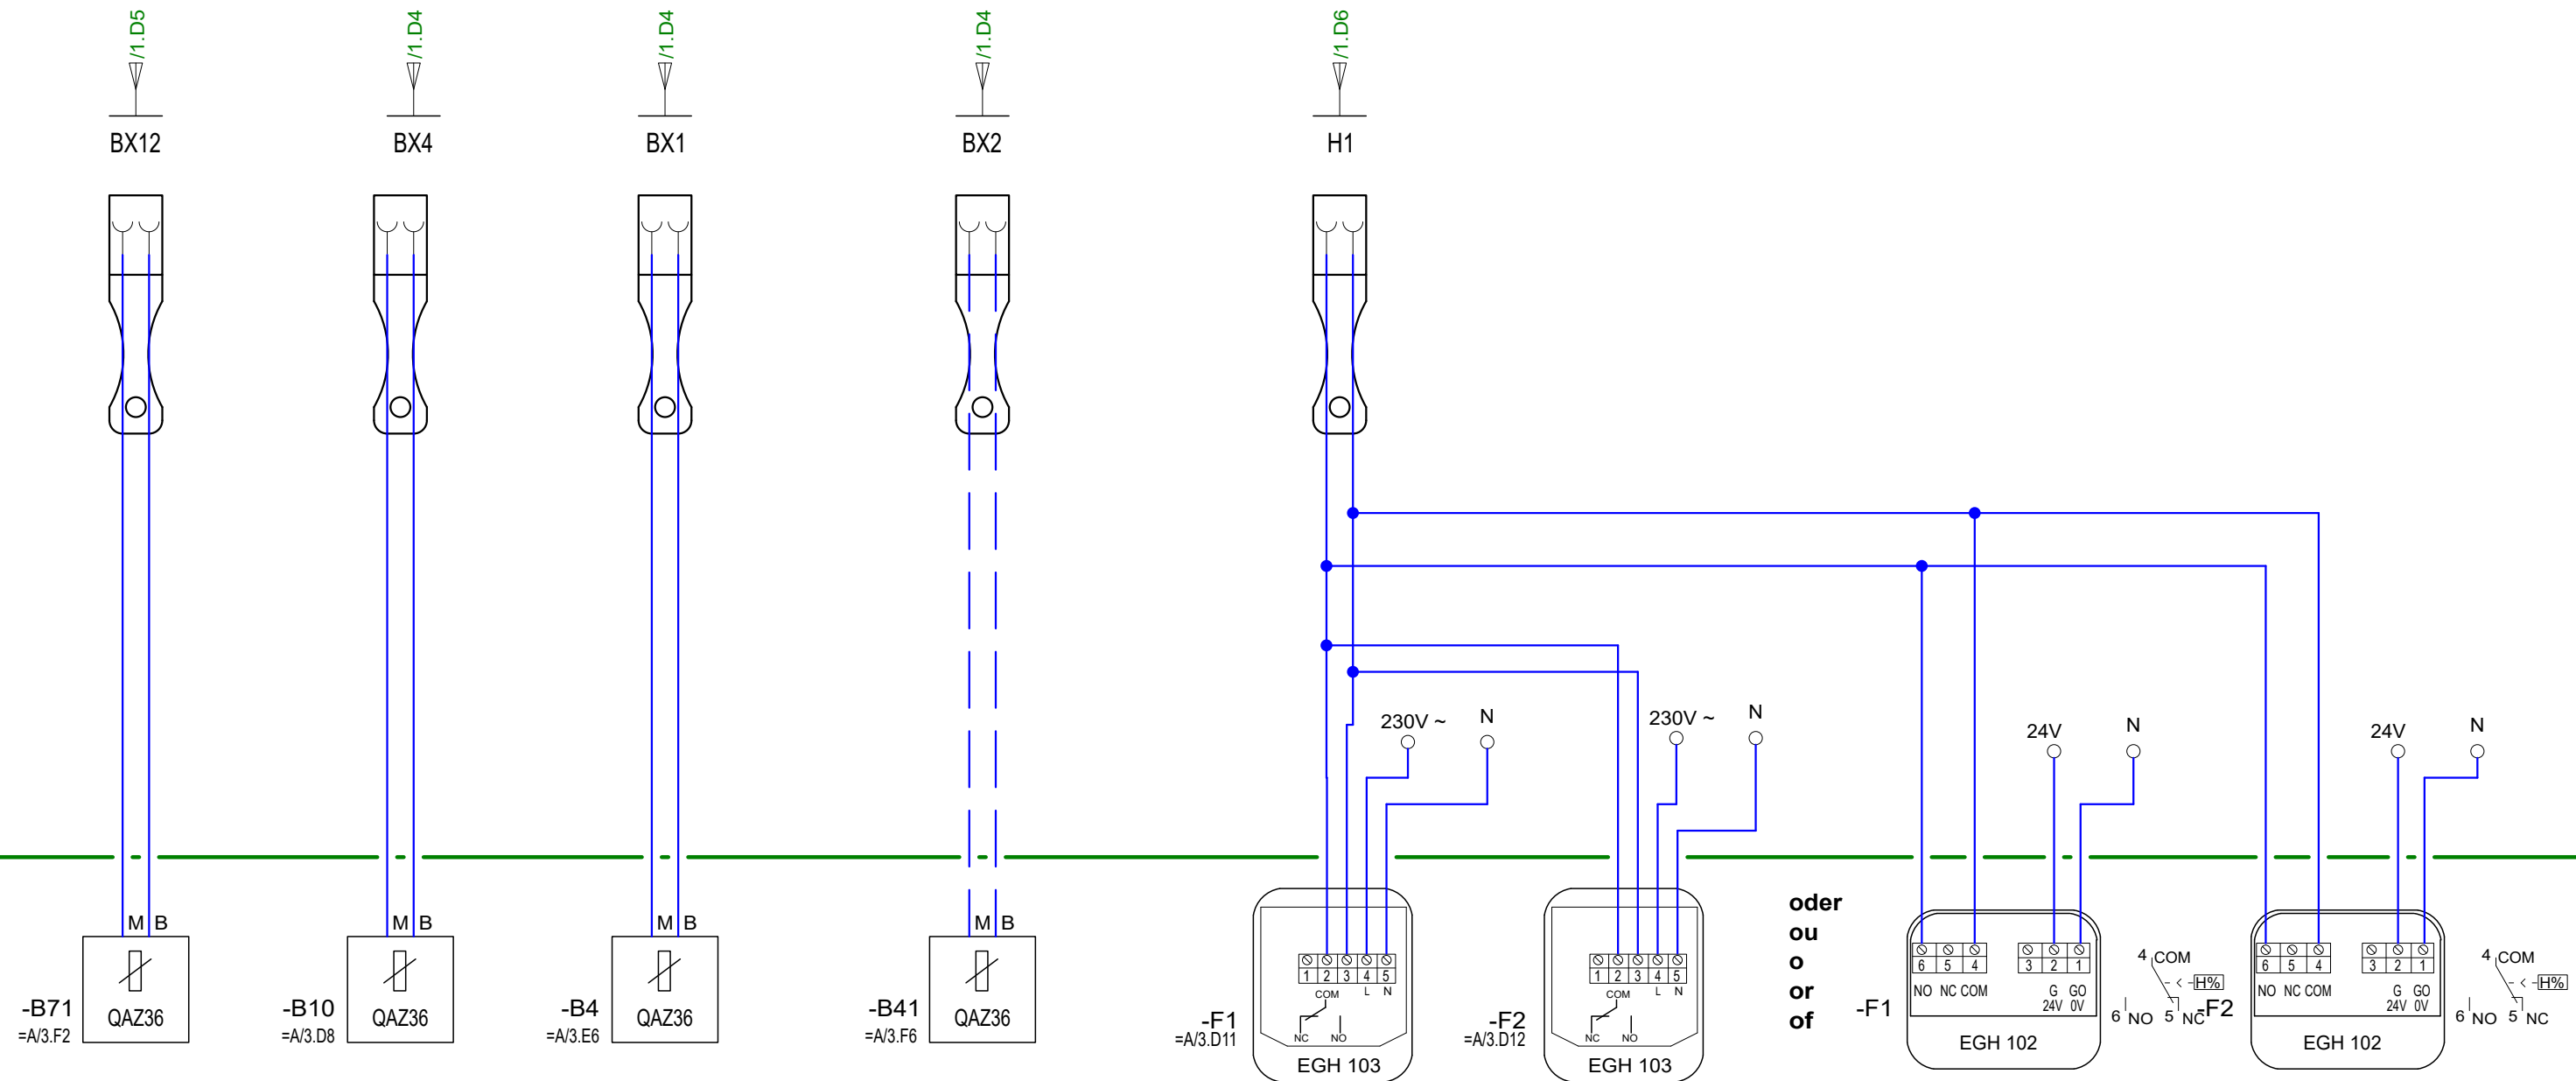 /1.D5
/1.D4
/1.D4
/1.D4
/1.D6
BX12
BX4
BX1
BX2
H1
230V ~ N
230V ~ N
24V N
24V N
M B
M B
M B
M B
-B71
=A/3.F2
QAZ36
-B10
=A/3.D8
QAZ36
-B4
=A/3.E6
QAZ36
-B41
=A/3.F6
QAZ36
-F1
=A/3.D11
1 2 3 4 5
COM L N
NC NO
EGH 103
-F2
=A/3.D12
1 2 3 4 5
COM L N
NC NO
EGH 103
oder
ou
o
or
of
-F1
6 5 4 3 2 1
NO NC COM G GO
24V 0V
EGH 102
4 COM
H%
6 NO 5 NC
-F2
6 5 4 3 2 1
NO NC COM G GO
24V 0V
EGH 102
4 COM
H%
6 NO 5 NC